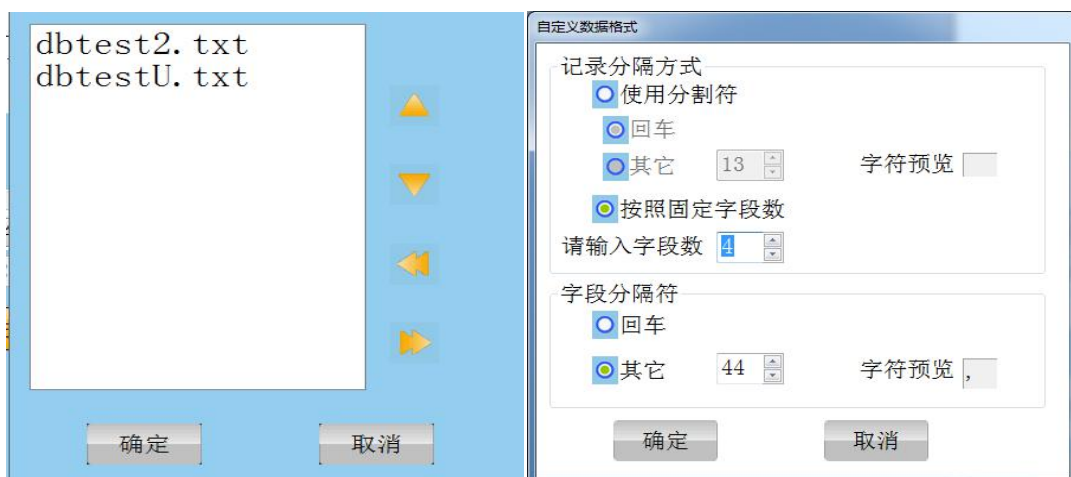 dbtest2.txt
dbtestU.txt
确定
取消
自定义数据格式
记录分隔方式
使用分割符
回车
其它 13 字符预览
按照固定字段数
请输入字段数 4
字段分隔符
回车
其它 44 字符预览 ,
确定
取消